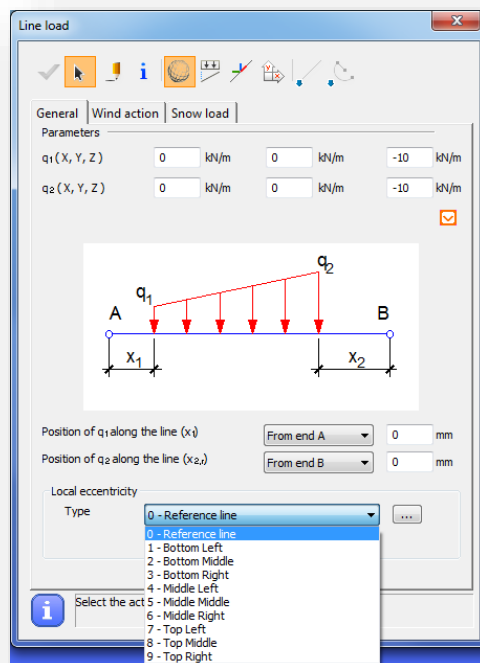 Line load
General Wind action Snow load
Parameters
q1 ( X, Y, Z ) 0 kN/m 0 kN/m -10 kN/m
q2 ( X, Y, Z ) 0 kN/m 0 kN/m -10 kN/m
q2
q1
A B
x1 x2
Position of q1 along the line (x1) From end A 0 mm
Position of q2 along the line (x2,r) From end B 0 mm
Local eccentricity
Type 0 - Reference line ...
0 - Reference line
1 - Bottom Left
2 - Bottom Middle
3 - Bottom Right
4 - Middle Left
Select the act 5 - Middle Middle
6 - Middle Right
7 - Top Left
8 - Top Middle
9 - Top Right